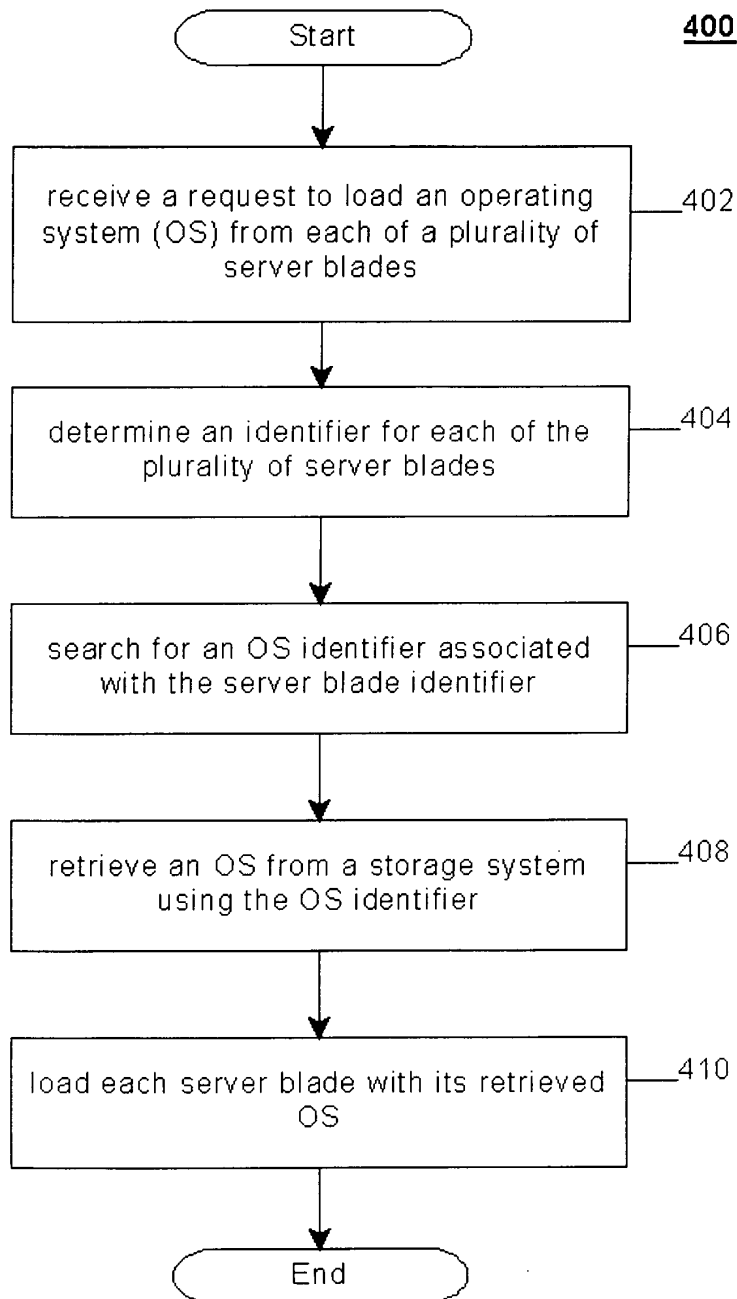 Start
400
receive a request to load an operating
system (OS) from each of a plurality of
server blades
402
determine an identifier for each of the
plurality of server blades
404
search for an OS identifier associated
with the server blade identifier
406
retrieve an OS from a storage system
using the OS identifier
408
load each server blade with its retrieved
OS
410
End